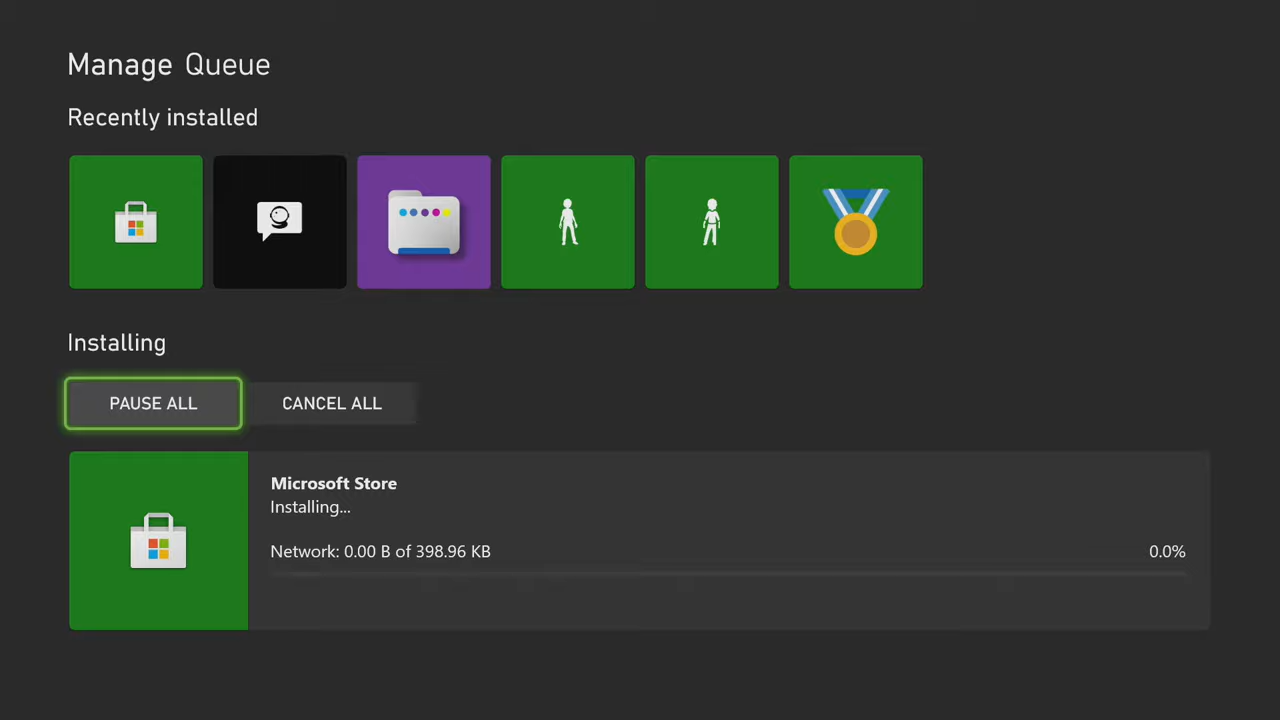 Manage Queue
Recently installed
Installing
PAUSE ALL
CANCEL ALL
Microsoft Store
Installing...
Network: 0.00 B of 398.96 KB
0.0%